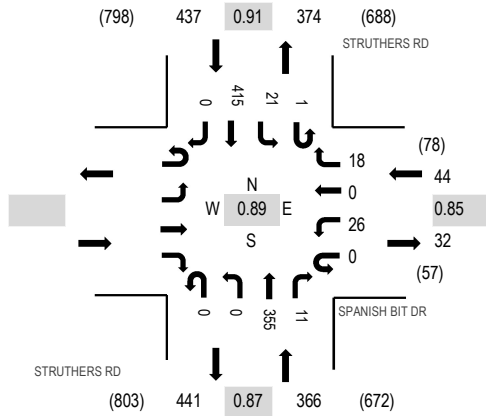 (798) 437 0.91 374 (688)
STRUTHERS RD
0 415 21 1
(78)
18
44
0
N
W 0.89 E
0.85
S
26
32
0
(57)
0 0 355 11
SPANISH BIT DR
STRUTHERS RD
(803) 441 0.87 366 (672)